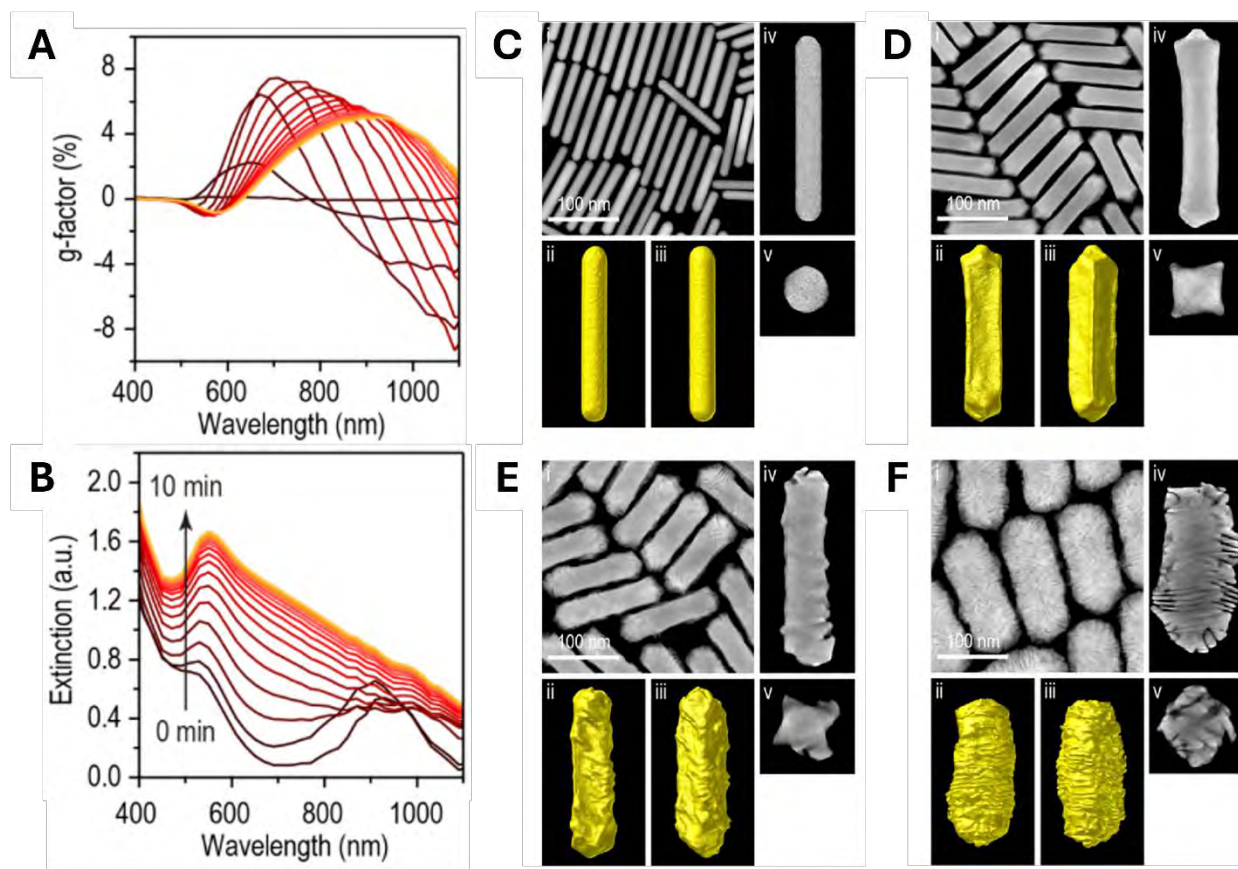 A
g-factor (%)
8
4
0
-4
-8
400
600
800
1000
Wavelength (nm)
B
Extinction (a.u.)
2.0
1.6
1.2
0.8
0.4
0.0
10 min
0 min
400
600
800
1000
Wavelength (nm)
C
i
100 nm
ii
iii
iv
v
D
i
100 nm
ii
iii
iv
v
E
i
100 nm
ii
iii
iv
v
F
i
100 nm
ii
iii
iv
v